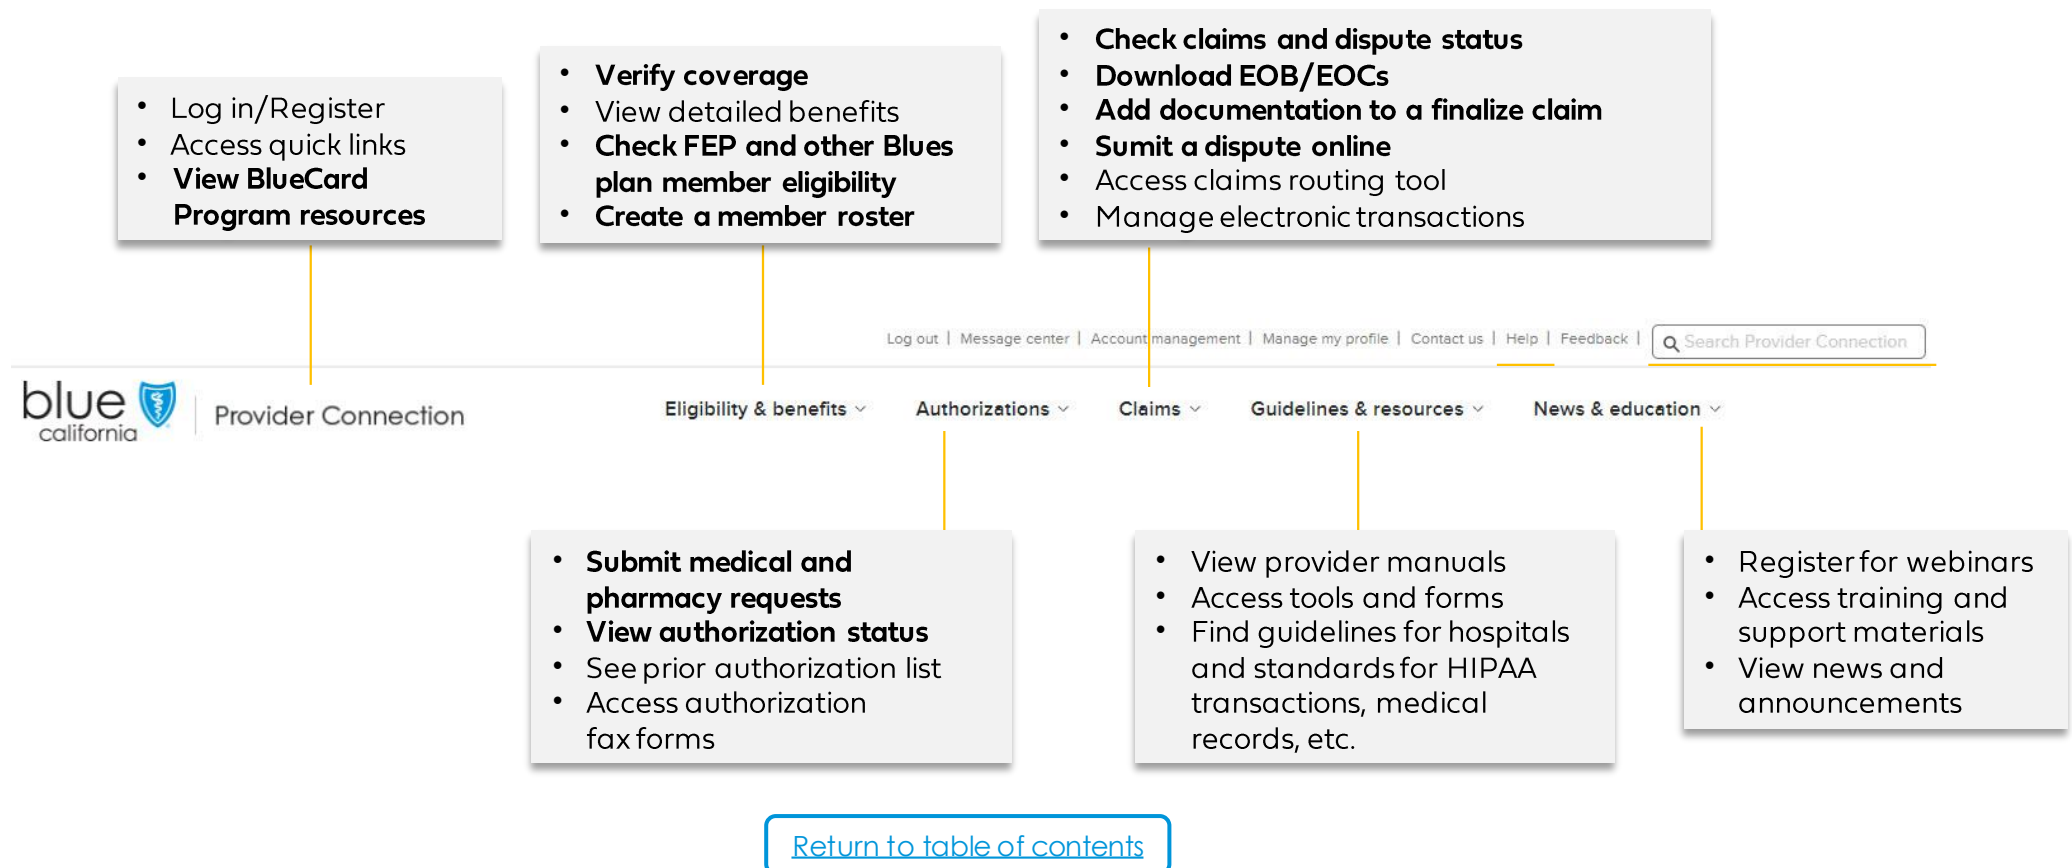 • Log in/Register
• Access quick links
• View BlueCard
Program resources
• Verify coverage
• View detailed benefits
• Check FEP and other Blues
plan member eligibility
• Create a member roster
• Check claims and dispute status
• Download EOB/EOCs
• Add documentation to a finalize claim
• Sumit a dispute online
• Access claims routing tool
• Manage electronic transactions
Log out | Message center | Account management | Manage my profile | Contact us | Help | Feedback | Search Provider Connection
blue
california
Provider Connection
Eligibility & benefits Authorizations Claims Guidelines & resources News & education
• Submit medical and
pharmacy requests
• View authorization status
• See prior authorization list
• Access authorization
fax forms
• View provider manuals
• Access tools and forms
• Find guidelines for hospitals
and standards for HIPAA
transactions, medical
records, etc.
• Register for webinars
• Access training and
support materials
• View news and
announcements
Return to table of contents